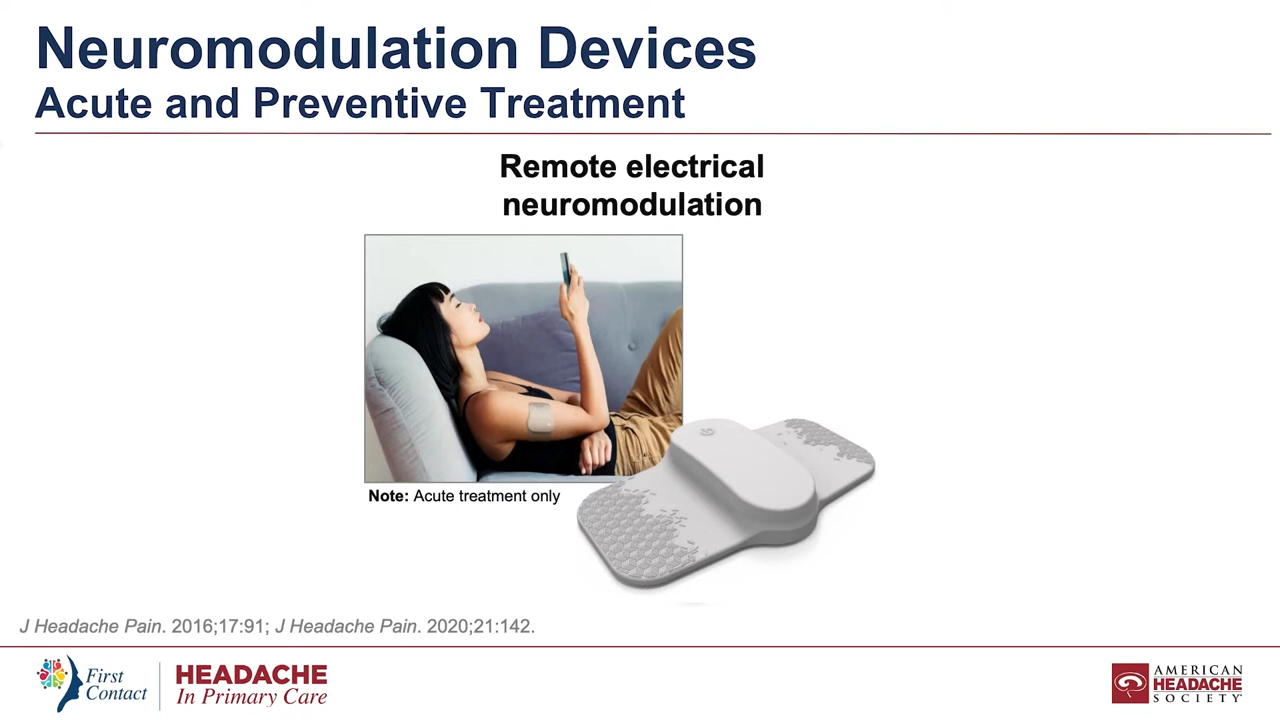 Neuromodulation Devices
Acute and Preventive Treatment
Remote electrical
neuromodulation
Note: Acute treatment only
J Headache Pain. 2016;17:91; J Headache Pain. 2020;21:142.
First
Contact
HEADACHE
In Primary Care
AMERICAN
HEADACHE
SOCIETY